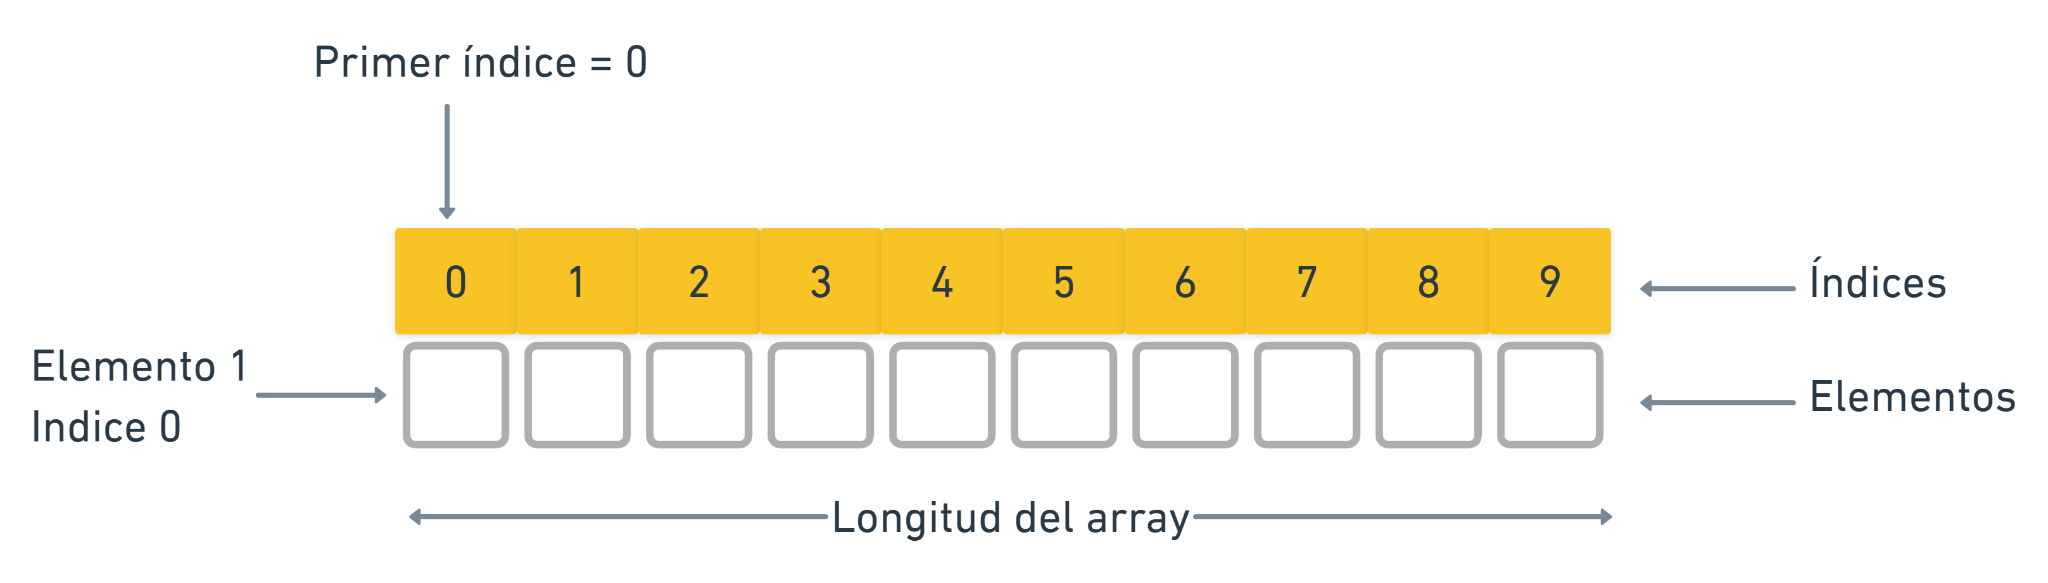 Primer índice = 0
0 1 2 3 4 5 6 7 8 9
Índices
Elemento 1
Indice 0
Elementos
Longitud del array